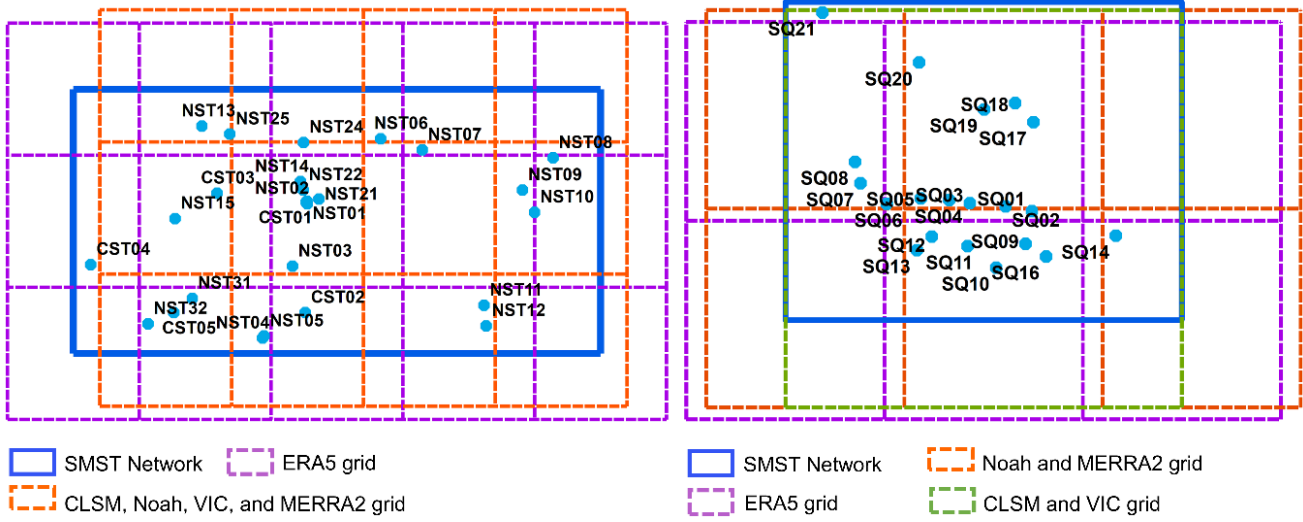 NST13
NST25
NST24
NST06
NST07
NST08
CST03
NST14
NST22
NST09
NST15
NST02
NST21
NST10
CST01
NST01
CST04
NST03
NST31
CST02
NST11
NST32
NST12
CST05
NST04
NST05
SMST Network
ERA5 grid
CLSM, Noah, VIC, and MERRA2 grid
SQ21
SQ20
SQ18
SQ19
SQ17
SQ08
SQ07
SQ05
SQ03
SQ01
SQ06
SQ04
SQ02
SQ12
SQ09
SQ14
SQ13
SQ11
SQ16
SQ10
SMST Network
Noah and MERRA2 grid
ERA5 grid
CLSM and VIC grid